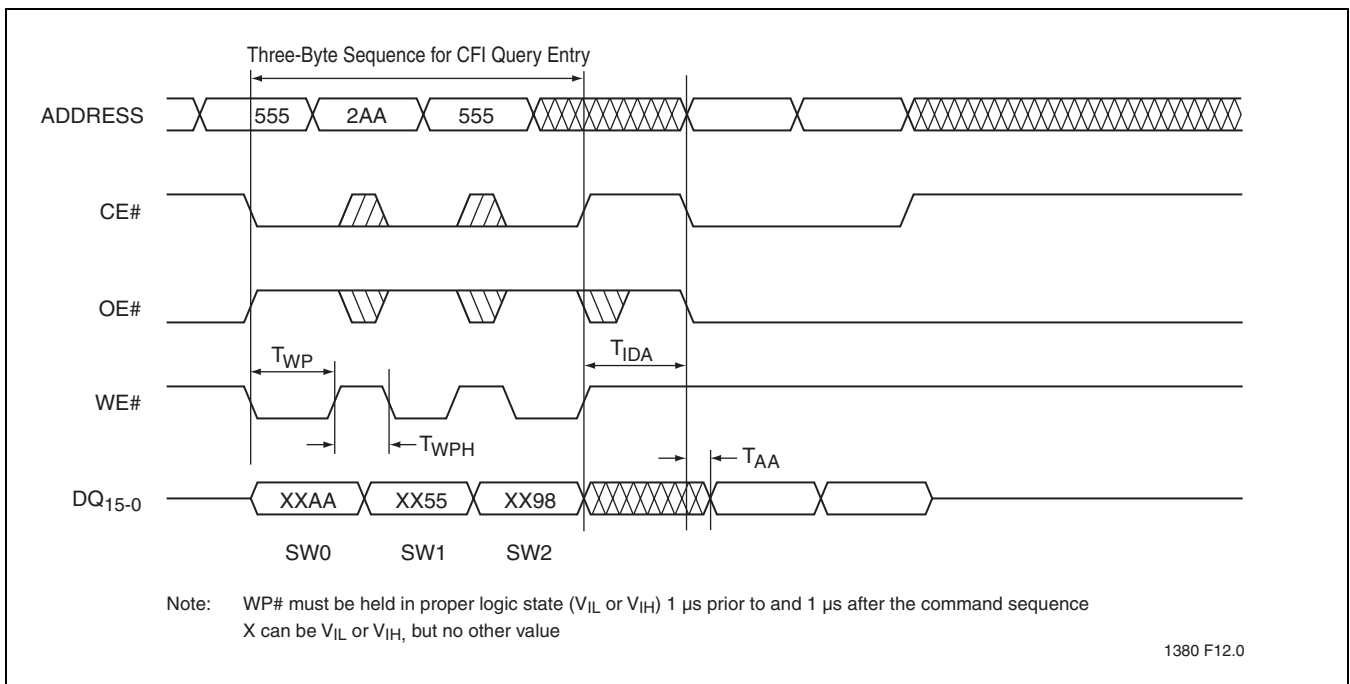 Three-Byte Sequence for CFI Query Entry
ADDRESS 555 2AA 555
CE#
OE#
TWP TIDA
WE#
TWPH
TAA
DQ15-0 XXAA XX55 XX98
SW0 SW1 SW2
Note: WP# must be held in proper logic state (VIL or VIH) 1 µs prior to and 1 µs after the command sequence
X can be VIL or VIH, but no other value
1380 F12.0